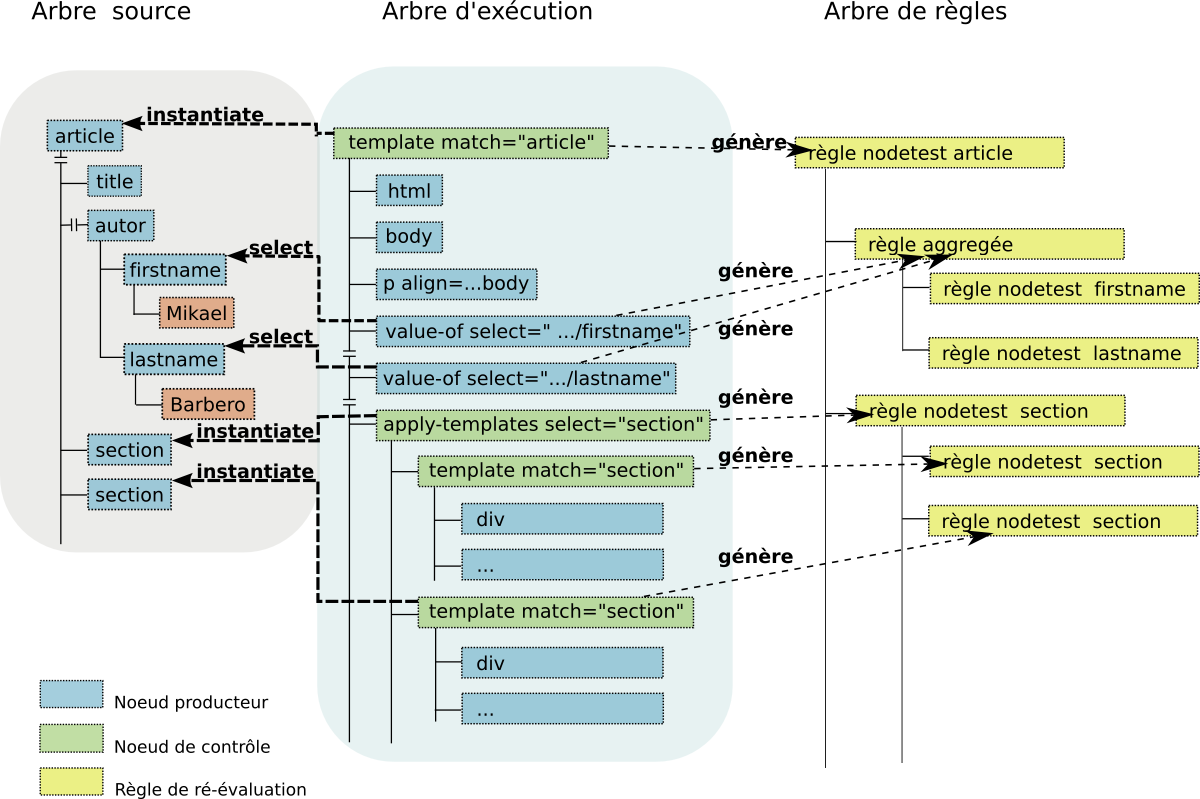 Arbre source
Arbre d'exécution
Arbre de règles
instantiate
article
title
autor
select
firstname
Mikael
select
lastname
Barbero
instantiate
section
instantiate
section
template match="article"
html
body
p align=...body
value-of select=" .../firstname"
value-of select=".../lastname"
apply-templates select="section"
template match="section"
div
...
template match="section"
div
...
génère
génère
génère
génère
génère
génère
règle nodetest article
règle aggregée
règle nodetest firstname
règle nodetest lastname
règle nodetest section
règle nodetest section
règle nodetest section
Noeud producteur
Noeud de contrôle
Règle de ré-évaluation